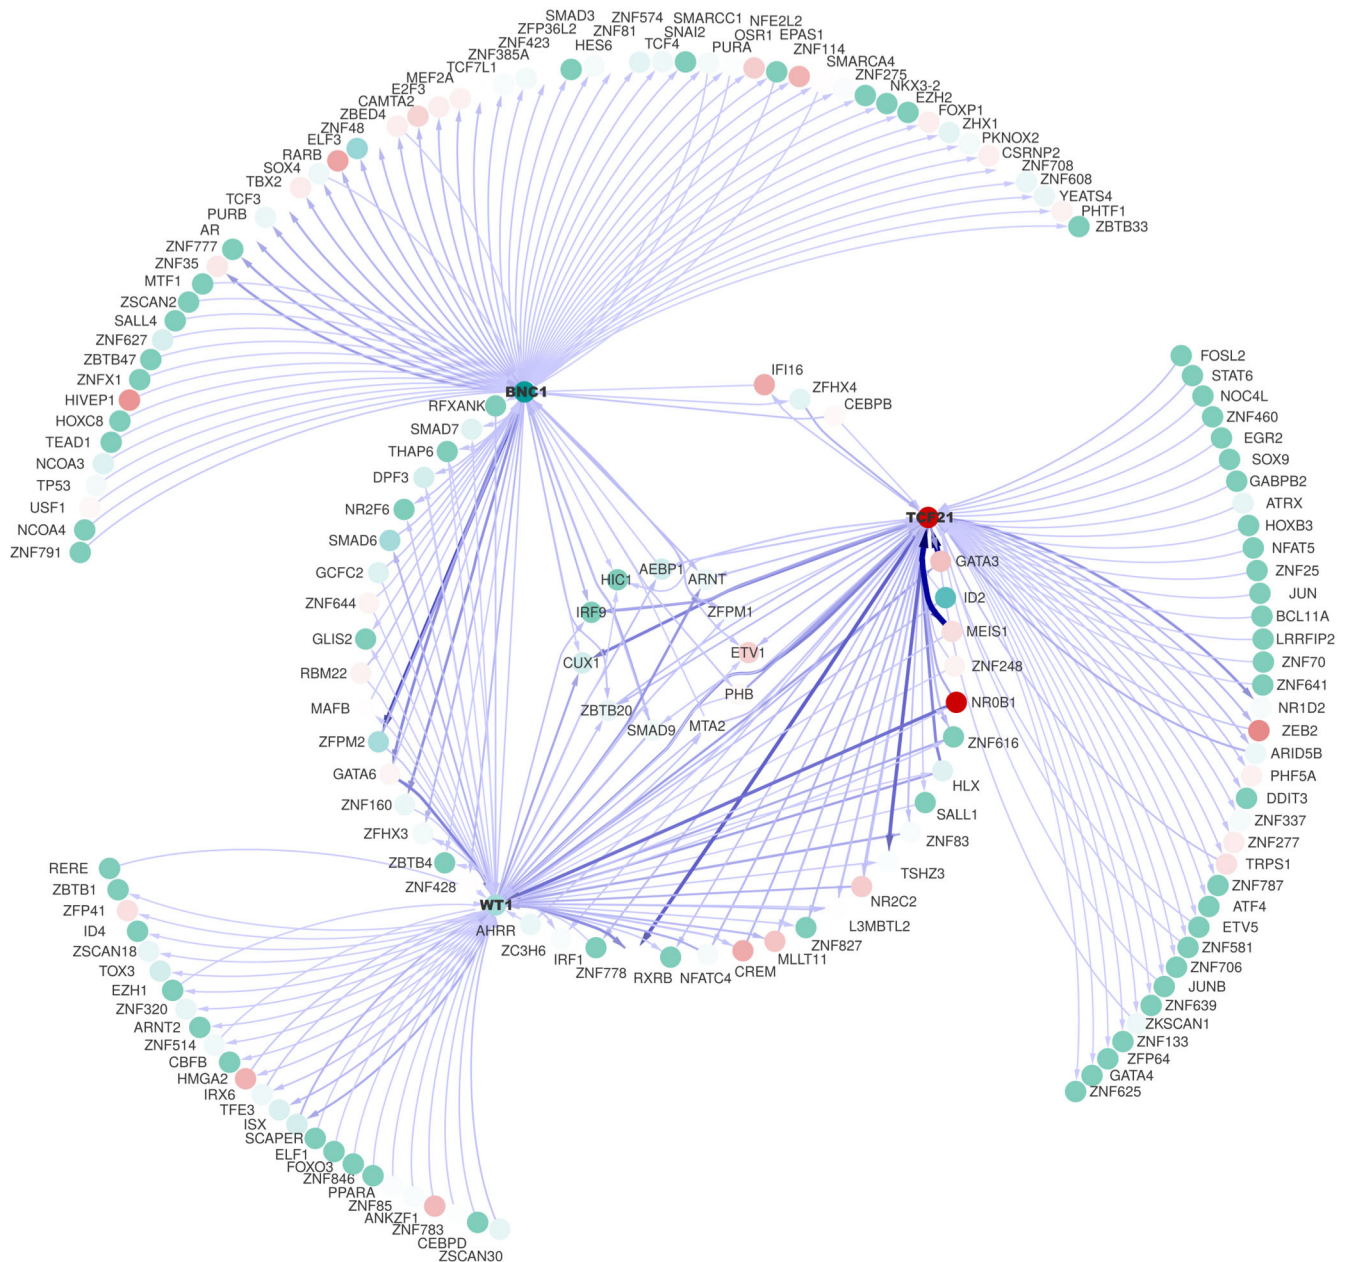 SMAD3
ZFP36L2
ZNF574
ZNF81
HES6
SMARCC1
SNAI2
TCF4
NFE2L2
OSR1
PURA
EPAS1
ZNF114
SMARCA4
ZNF275
NKX3-2
EZH2
FOXP1
ZHX1
PKNOX2
CSRNP2
ZNF708
ZNF608
YEATS4
PHTF1
ZBTB33
ZNF423
ZNF385A
TCF7L1
MEF2A
E2F3
CAMTA2
ZBED4
ZNF48
ELF3
RARB
SOX4
TBX2
TCF3
PURB
AR
ZNF777
ZNF35
MTF1
ZSCAN2
SALL4
ZNF627
ZBTB47
ZNFX1
HIVEP1
HOXC8
TEAD1
NCOA3
TP53
USF1
NCOA4
ZNF791
BNC1
IFI16
ZFHX4
CEBPB
RFXANK
SMAD7
THAP6
DPF3
NR2F6
SMAD6
GCFC2
ZNF644
GLIS2
RBM22
MAFB
ZFPM2
GATA6
ZNF160
ZFHX3
ZBTB4
ZNF428
HIC1
AEBP1
ARNT
IRF9
ZFPM1
CUX1
ETV1
PHB
ZBTB20
SMAD9
MTA2
TCF21
GATA3
ID2
MEIS1
ZNF248
NR0B1
ZNF616
HLX
SALL1
ZNF83
TSHZ3
NR2C2
L3MBTL2
ZNF827
MLLT11
CREM
NFATC4
RXRB
ZNF778
IRF1
ZC3H6
AHRR
WT1
FOSL2
STAT6
NOC4L
ZNF460
EGR2
SOX9
GABPB2
ATRX
HOXB3
NFAT5
ZNF25
JUN
BCL11A
LRRFIP2
ZNF70
ZNF641
NR1D2
ZEB2
ARID5B
PHF5A
DDIT3
ZNF337
ZNF277
TRPS1
ZNF787
ATF4
ETV5
ZNF581
ZNF706
JUNB
ZNF639
ZKSCAN1
ZNF133
ZFP64
GATA4
ZNF625
RERE
ZBTB1
ZFP41
ID4
ZSCAN18
TOX3
EZH1
ZNF320
ARNT2
ZNF514
CBFB
HMGA2
IRX6
TFE3
ISX
SCAPER
ELF1
FOXO3
ZNF846
PPARA
ZNF85
ANKZF1
ZNF783
CEBPD
ZSCAN30